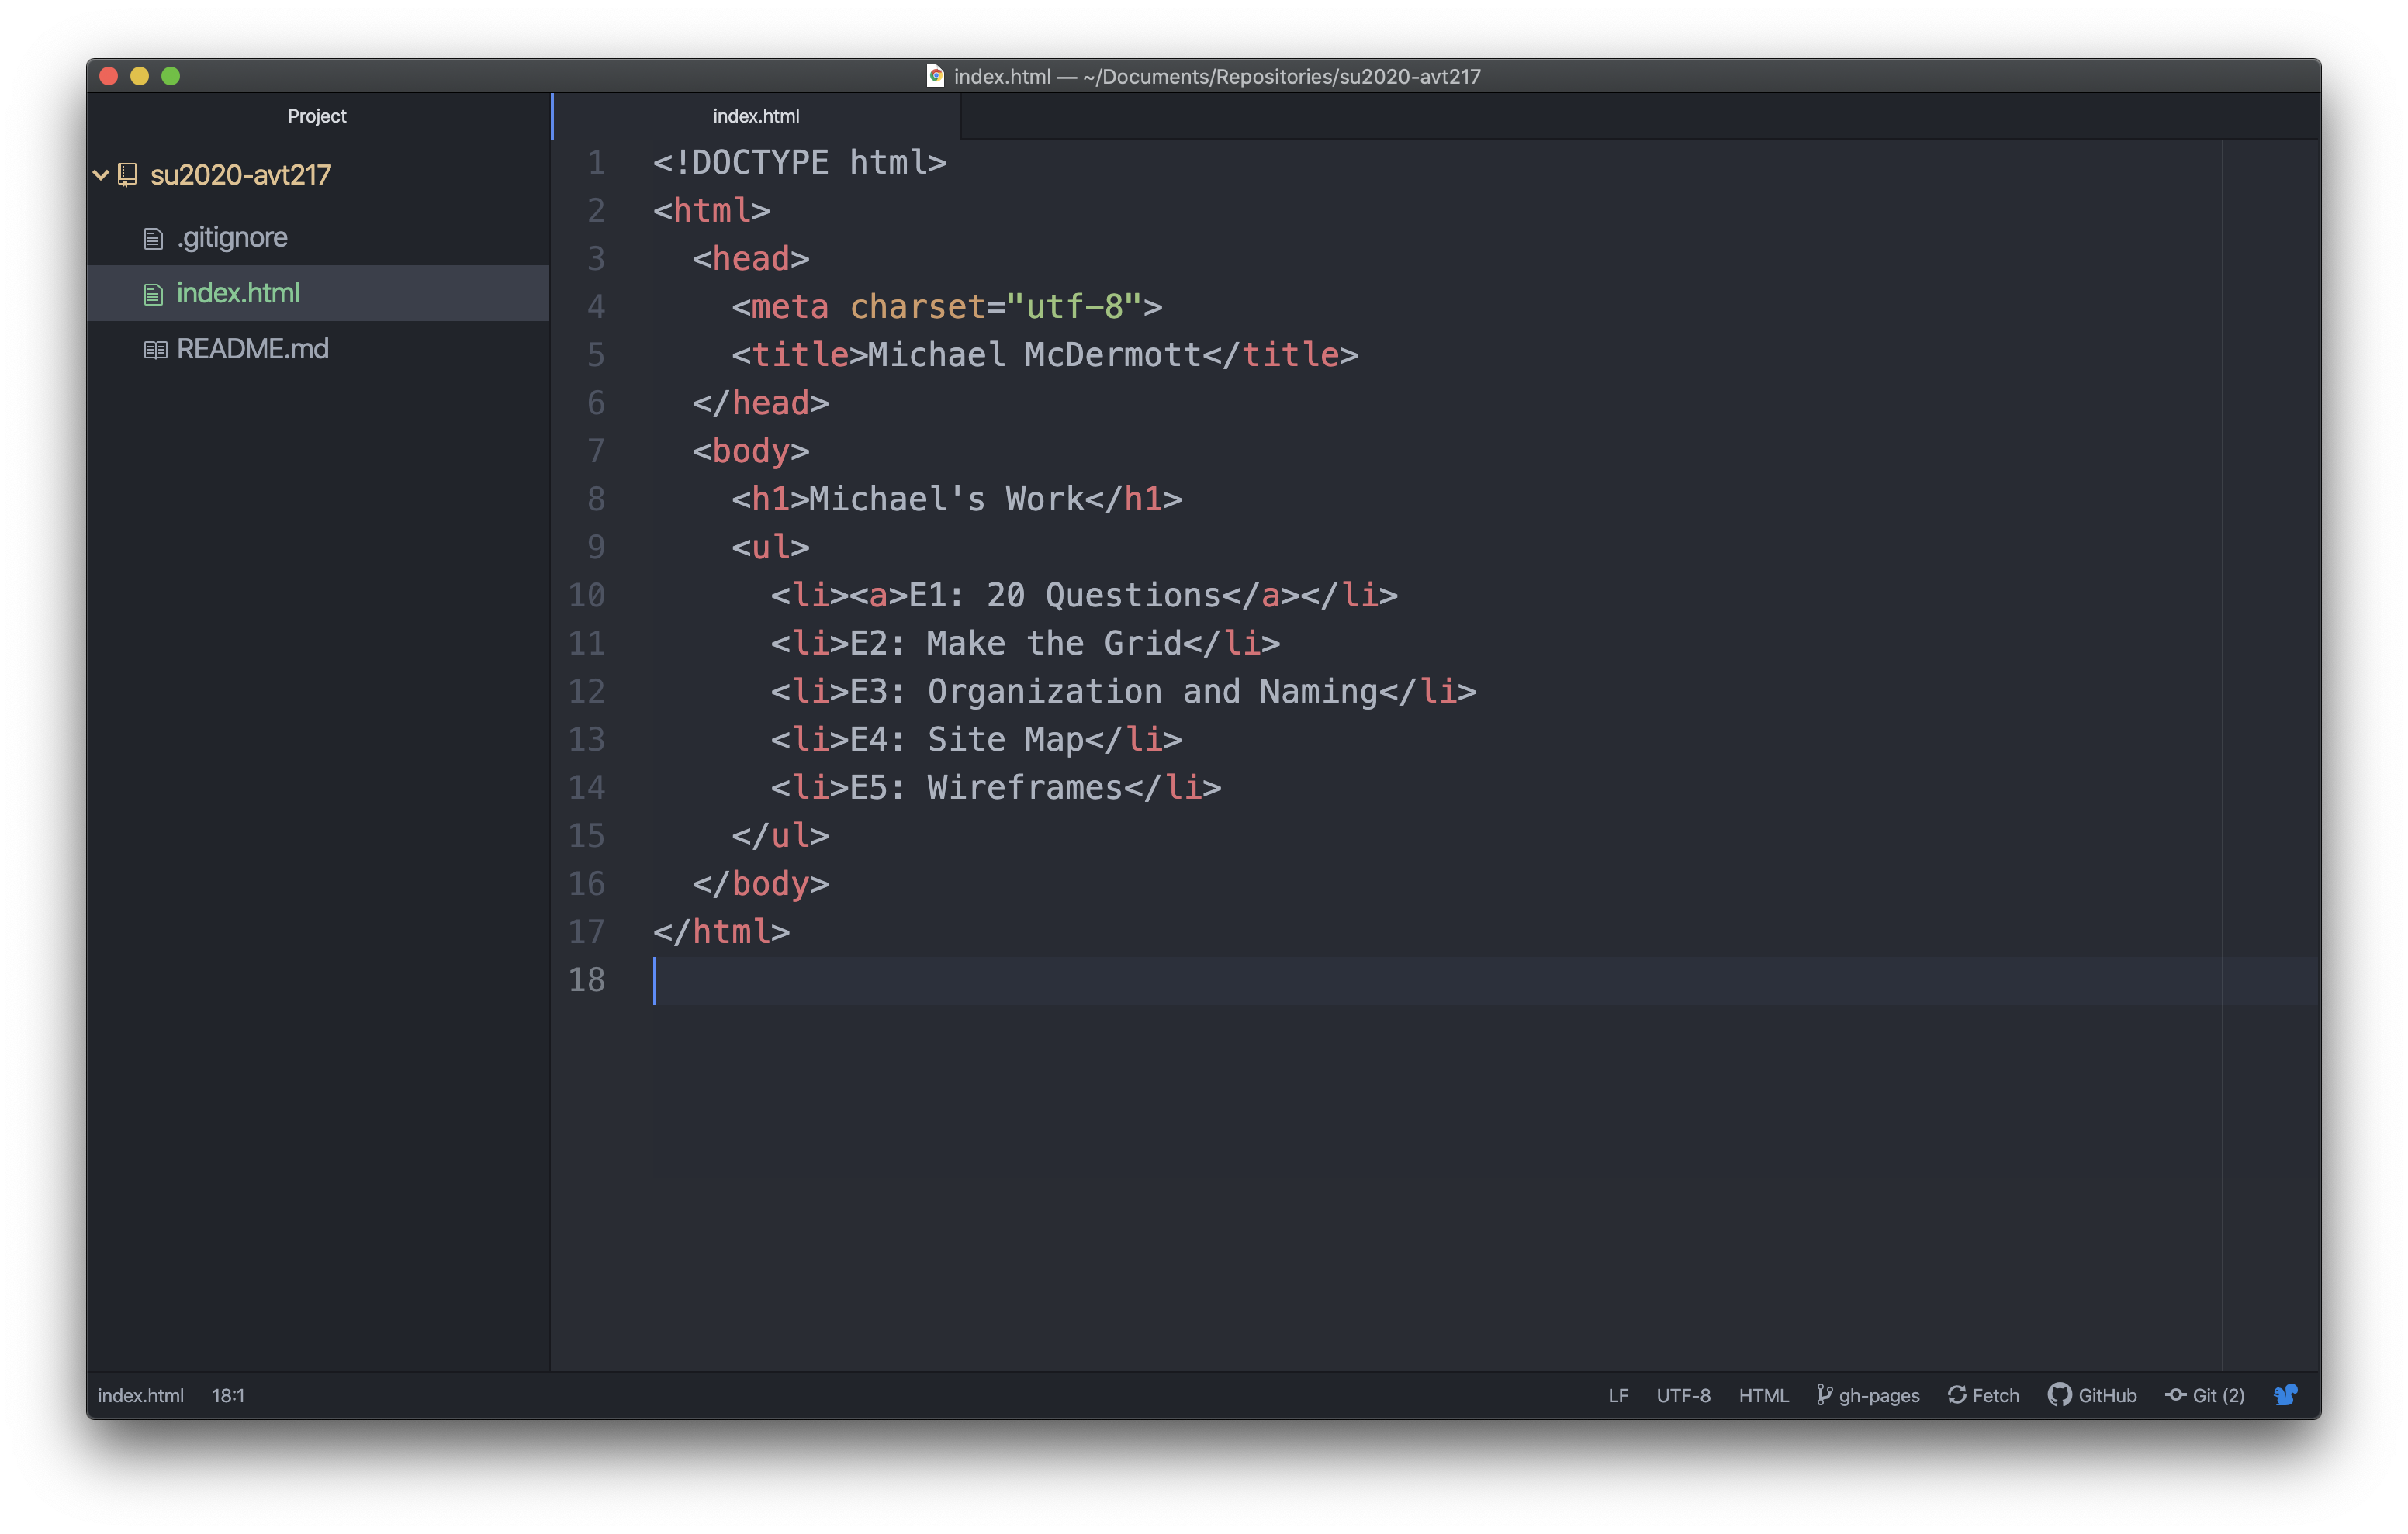 index.html — ~/Documents/Repositories/su2020-avt217
Project
su2020-avt217
.gitignore
index.html
README.md
index.html
1 <!DOCTYPE html>
2 <html>
3   <head>
4     <meta charset="utf-8">
5     <title>Michael McDermott</title>
6   </head>
7   <body>
8     <h1>Michael's Work</h1>
9     <ul>
10       <li><a>E1: 20 Questions</a></li>
11       <li>E2: Make the Grid</li>
12       <li>E3: Organization and Naming</li>
13       <li>E4: Site Map</li>
14       <li>E5: Wireframes</li>
15     </ul>
16   </body>
17 </html>
18
index.html 18:1 LF UTF-8 HTML gh-pages Fetch GitHub Git (2)